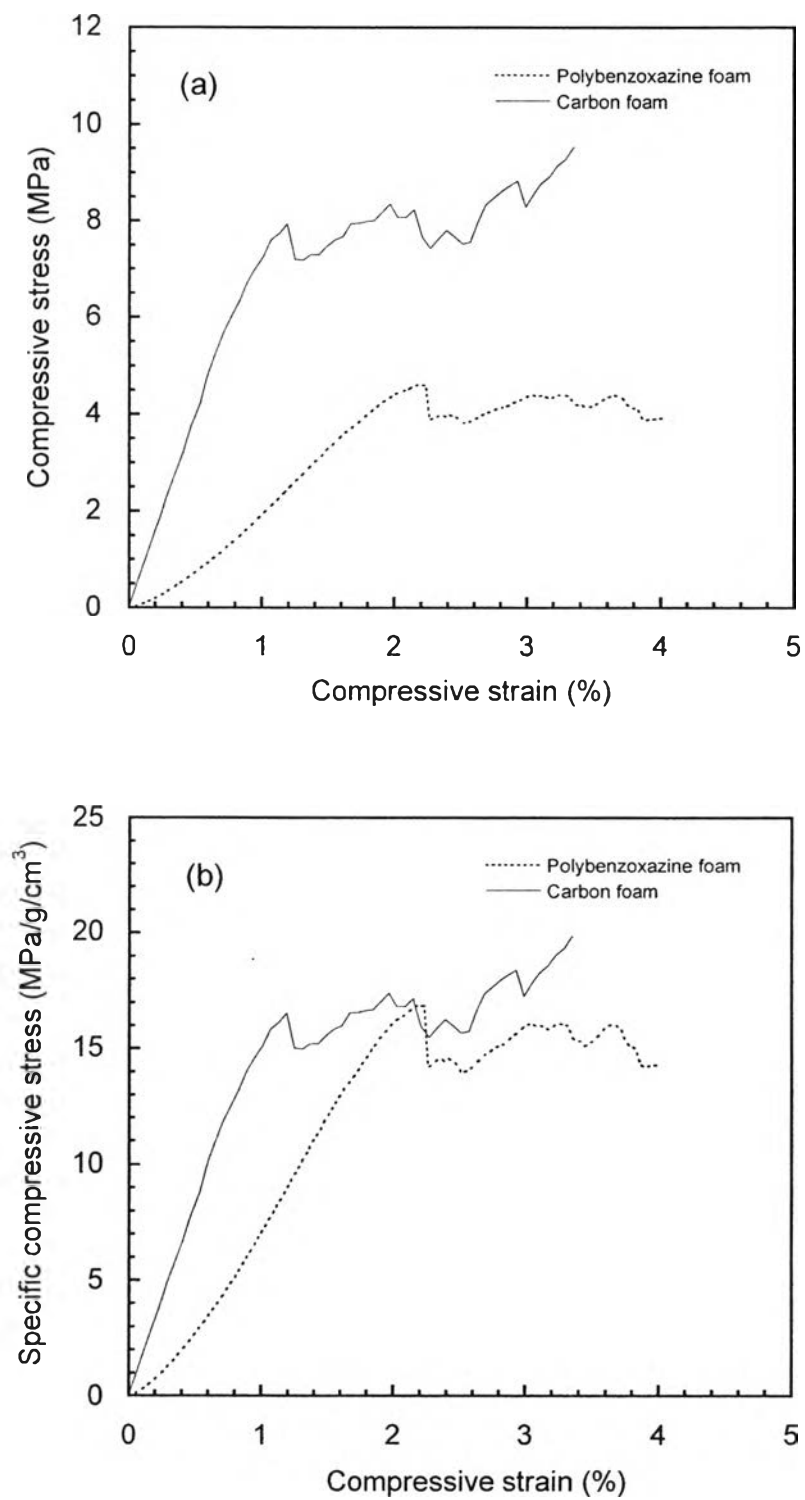 12
(a)
Polybenzoxazine foam
Carbon foam
10
8
6
4
2
0
Compressive stress (MPa)
0 1 2 3 4 5
Compressive strain (%)
25
(b)
Polybenzoxazine foam
Carbon foam
20
15
10
5
0
Specific compressive stress (MPa/g/cm³)
0 1 2 3 4 5
Compressive strain (%)